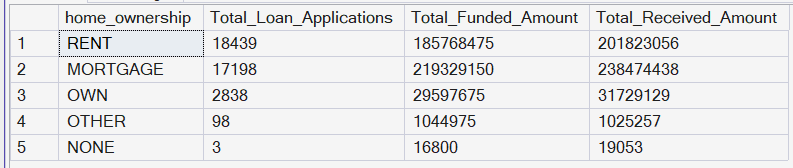 home_ownership Total_Loan_Applications Total_Funded_Amount Total_Received_Amount
1 RENT 18439 185768475 201823056
2 MORTGAGE 17198 219329150 238474438
3 OWN 2838 29597675 31729129
4 OTHER 98 1044975 1025257
5 NONE 3 16800 19053